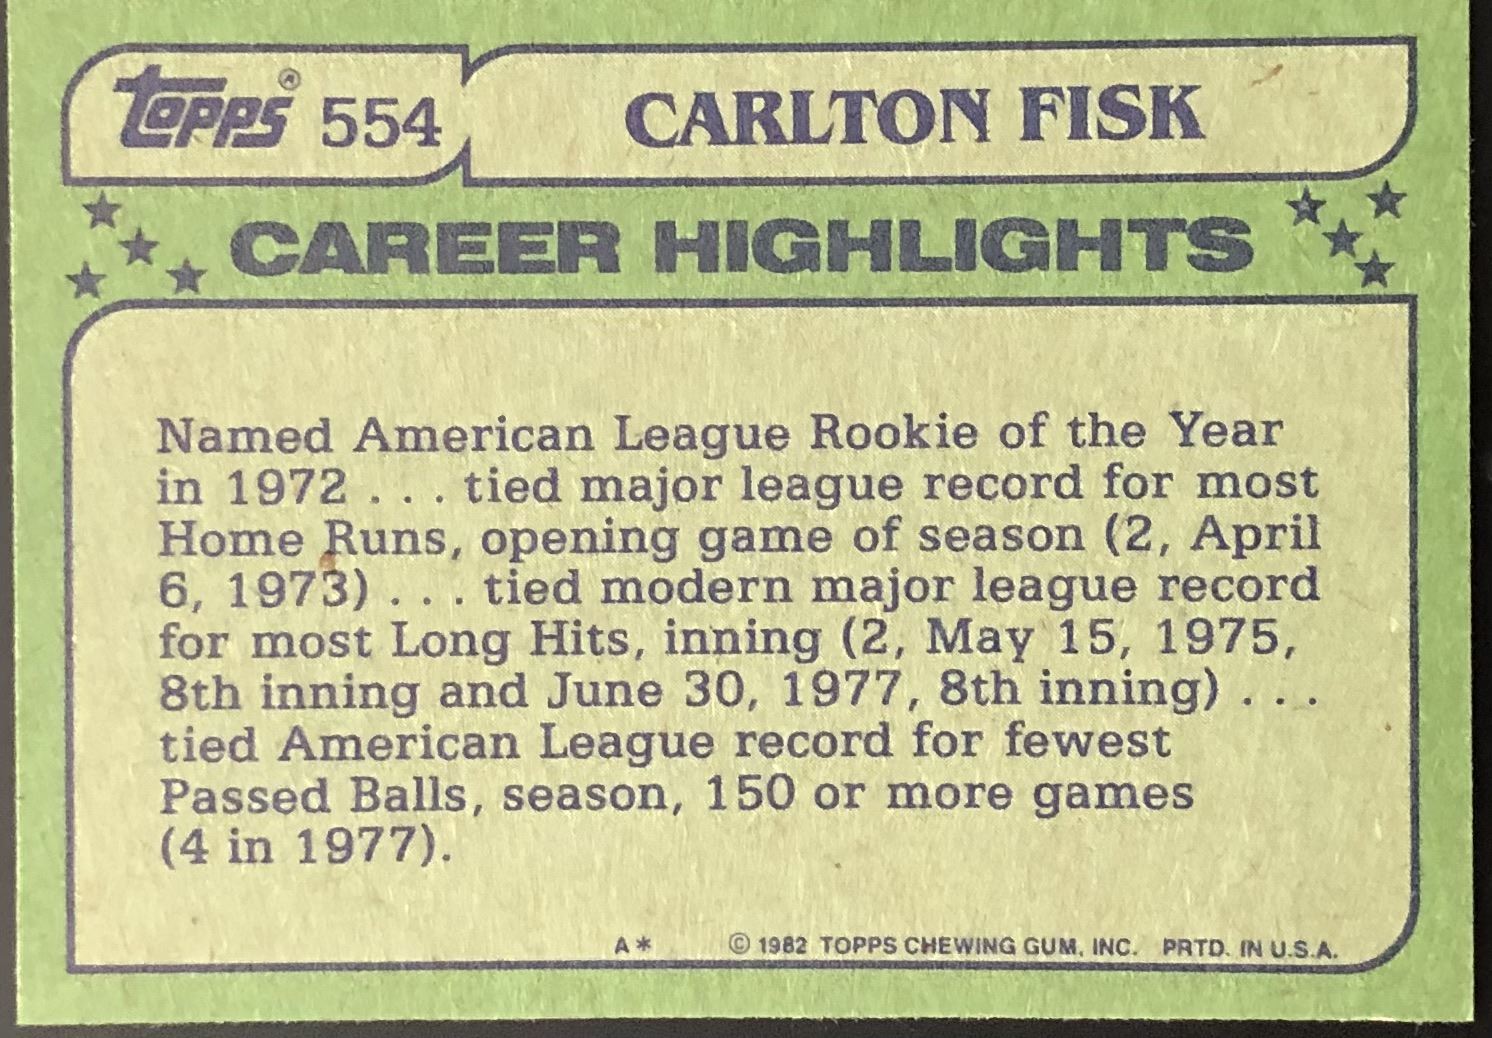 topps® 554 CARLTON FISK
CAREER HIGHLIGHTS
Named American League Rookie of the Year
in 1972 . . . tied major league record for most
Home Runs, opening game of season (2, April
6, 1973) . . . tied modern major league record
for most Long Hits, inning (2, May 15, 1975,
8th inning and June 30, 1977, 8th inning) . . .
tied American League record for fewest
Passed Balls, season, 150 or more games
(4 in 1977).
A* © 1982 TOPPS CHEWING GUM, INC. PRTD. IN U.S.A.